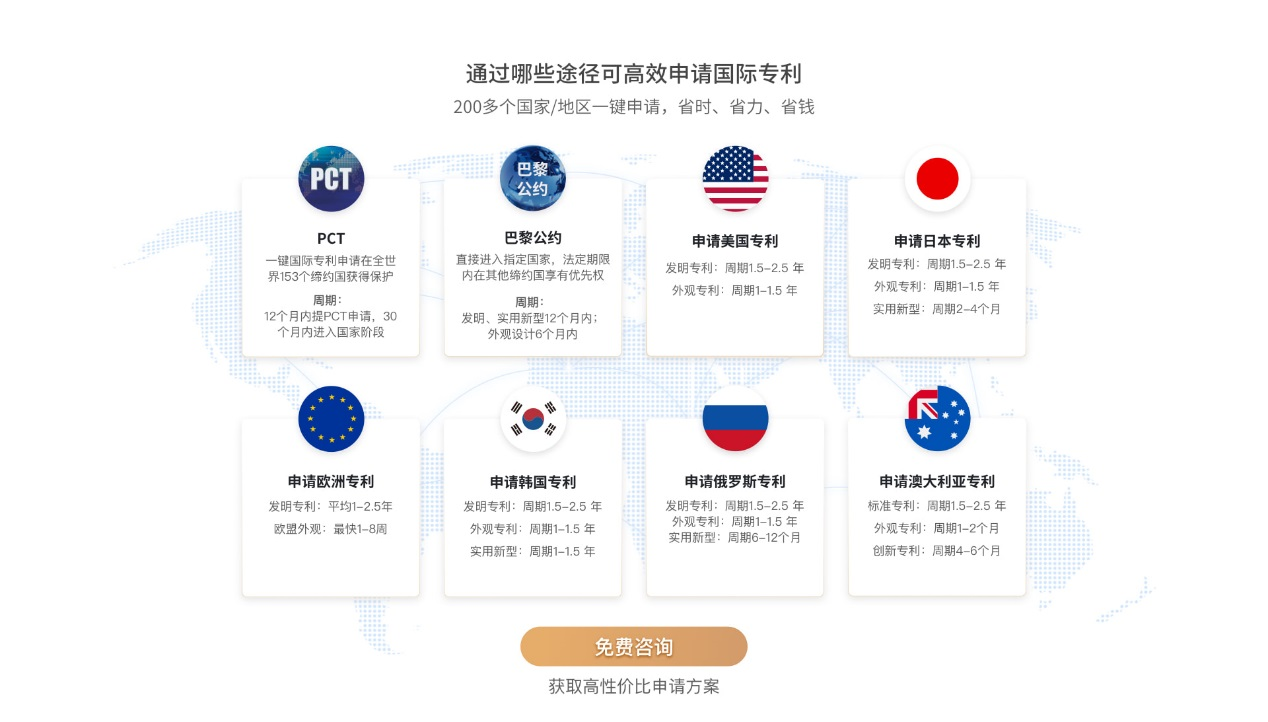 通过哪些途径可高效申请国际专利
200多个国家/地区一键申请，省时、省力、省钱
PCT
PCT
一键国际专利申请在全世
界153个缔约国获得保护
周期：
12个月内提PCT申请，30
个月内进入国家阶段
巴黎
公约
巴黎公约
直接进入指定国家，法定期限
内在其他缔约国享有优先权
周期：
发明、实用新型12个月内；
外观设计6个月内
申请美国专利
发明专利：周期1.5-2.5 年
外观专利：周期1-1.5 年
申请日本专利
发明专利：周期1.5-2.5 年
外观专利：周期1-1.5 年
实用新型：周期2-4个月
申请欧洲专利
发明专利：平均1-2.5年
欧盟外观：最快1-8周
申请韩国专利
发明专利：周期1.5-2.5 年
外观专利：周期1-1.5 年
实用新型：周期1-1.5 年
申请俄罗斯专利
发明专利：周期1.5-2.5 年
外观专利：周期1-1.5 年
实用新型：周期6-12个月
申请澳大利亚专利
标准专利：周期1.5-2.5 年
外观专利：周期1-2个月
创新专利：周期4-6个月
免费咨询
获取高性价比申请方案